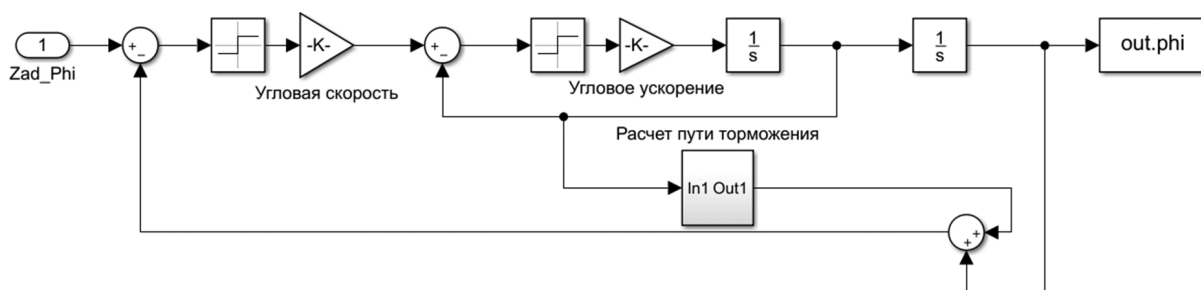 1
Zad_Phi
+
−
-K-
Угловая скорость
+
−
-K-
Угловое ускорение
1
s
1
s
out.phi
Расчет пути торможения
In1 Out1
+
+